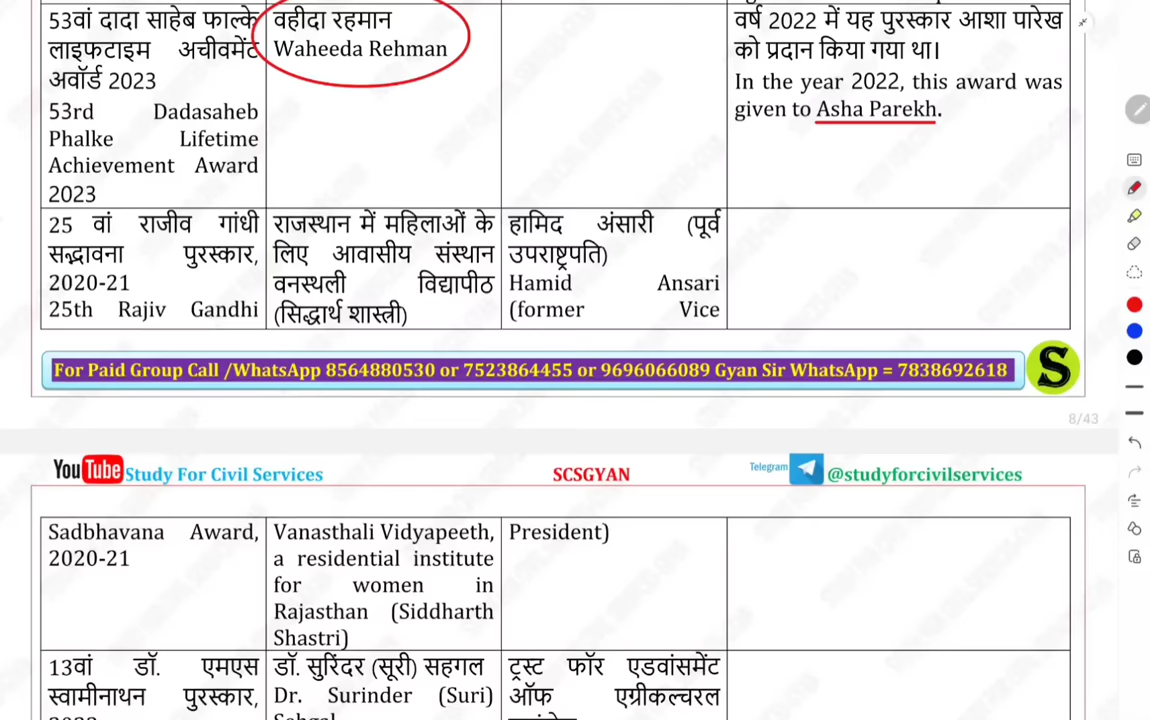 53वां दादा साहेब फाल्के
लाइफटाइम अचीवमेंट
अवॉर्ड 2023
53rd Dadasaheb
Phalke Lifetime
Achievement Award
2023
वहीदा रहमान
Waheeda Rehman
वर्ष 2022 में यह पुरस्कार आशा पारेख
को प्रदान किया गया था।
In the year 2022, this award was
given to Asha Parekh.
25 वां राजीव गांधी
सद्भावना पुरस्कार,
2020-21
25th Rajiv Gandhi
राजस्थान में महिलाओं के
लिए आवासीय संस्थान
वनस्थली विद्यापीठ
(सिद्धार्थ शास्त्री)
हामिद अंसारी (पूर्व
उपराष्ट्रपति)
Hamid Ansari
(former Vice
For Paid Group Call /WhatsApp 8564880530 or 7523864455 or 9696066089 Gyan Sir WhatsApp = 7838692618
S
8/43
YouTube Study For Civil Services
SCSGYAN
Telegram @studyforcivilservices
Sadbhavana Award,
2020-21
Vanasthali Vidyapeeth,
a residential institute
for women in
Rajasthan (Siddharth
Shastri)
President)
13वां डॉ. एमएस
स्वामीनाथन पुरस्कार,
डॉ. सुरिंदर (सूरी) सहगल
Dr. Surinder (Suri)
ट्रस्ट फॉर एडवांसमेंट
ऑफ एग्रीकल्चरल